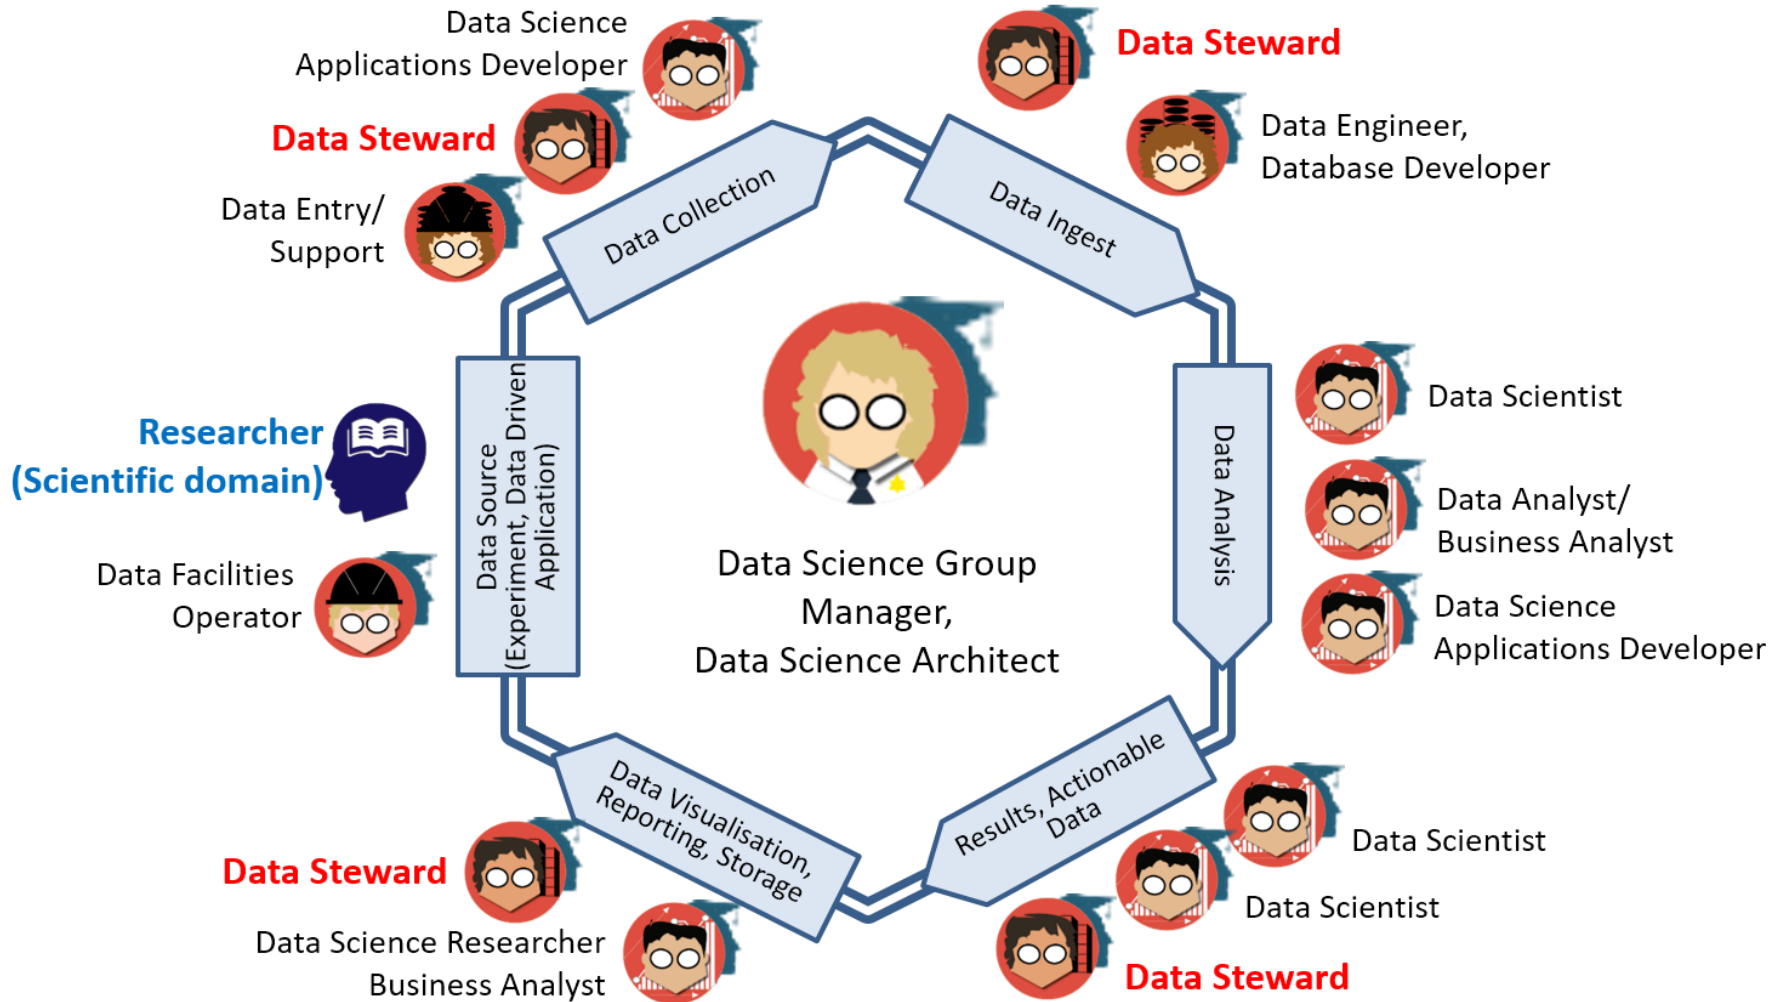 Data Science
Applications Developer
Data Steward
Data Entry/
Support
Data Collection
Data Steward
Data Engineer,
Database Developer
Data Ingest
Data Scientist
Data Analyst/
Business Analyst
Data Science
Applications Developer
Data Analysis
Researcher
(Scientific domain)
Data Facilities
Operator
Data Source
(Experiment, Data Driven
Application)
Data Science Group
Manager,
Data Science Architect
Results, Actionable
Data
Data Scientist
Data Scientist
Data Steward
Data Visualisation,
Reporting, Storage
Data Steward
Data Science Researcher
Business Analyst